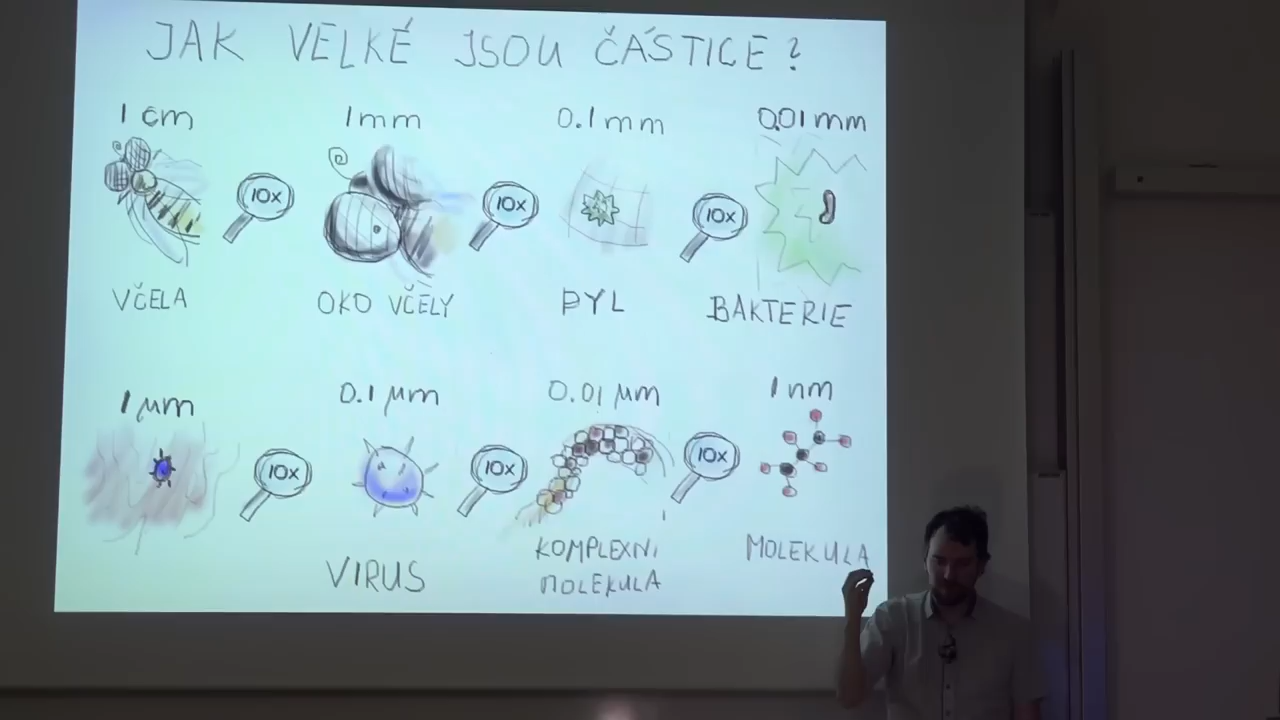 JAK VELKÉ JSOU ČÁSTICE?
1 cm
1 mm
0.1 mm
0.01 mm
10x
10x
10x
VČELA
OKO VČELY
PYL
BAKTERIE
1 μm
0.1 μm
0.01 μm
1 nm
10x
10x
10x
VIRUS
KOMPLEXNÍ
MOLEKULA
MOLEKULA